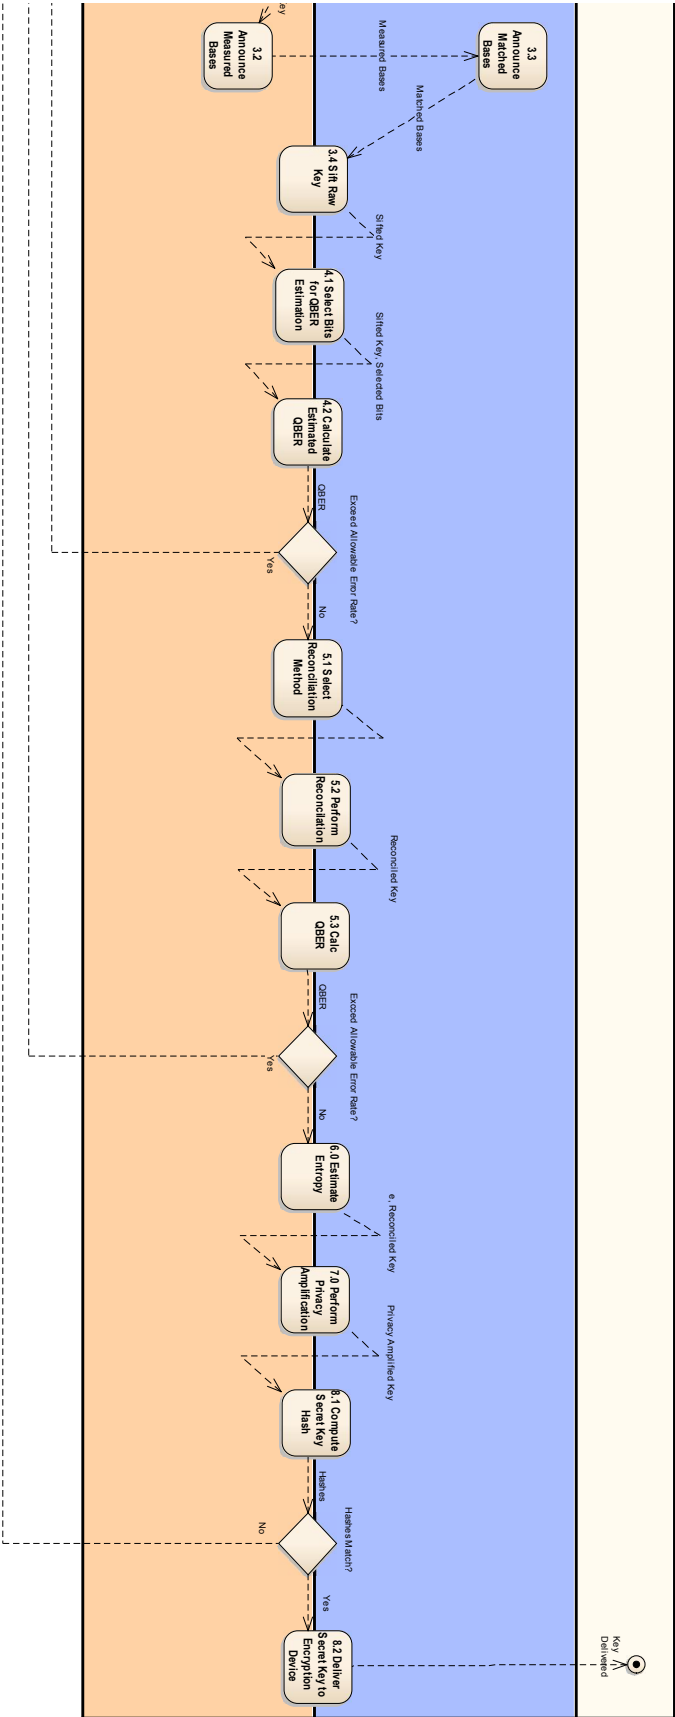 ey
3.2
Announce
Measured
Bases
Measured Bases
3.3
Announce
Matched
Bases
Matched Bases
3.4 Sift Raw
Key
Sifted Key
4.1 Select Bits
for QBER
Estimation
Sifted Key, Selected Bits
4.2 Calculate
Estimated
QBER
QBER
Exceed Allowable Error Rate?
Yes
No
5.1 Select
Reconciliation
Method
5.2 Perform
Reconcilation
Reconciled Key
5.3 Calc
QBER
QBER
Exceed Allowable Error Rate?
Yes
No
6.0 Estimate
Entropy
e, Reconciled Key
7.0 Perform
Privacy
Amplification
Privacy Amplified Key
8.1 Compute
Secret Key
Hash
Hashes
Hashes Match?
No
Yes
8.2 Deliver
Secret Key to
Encryption
Device
Key
Delivered